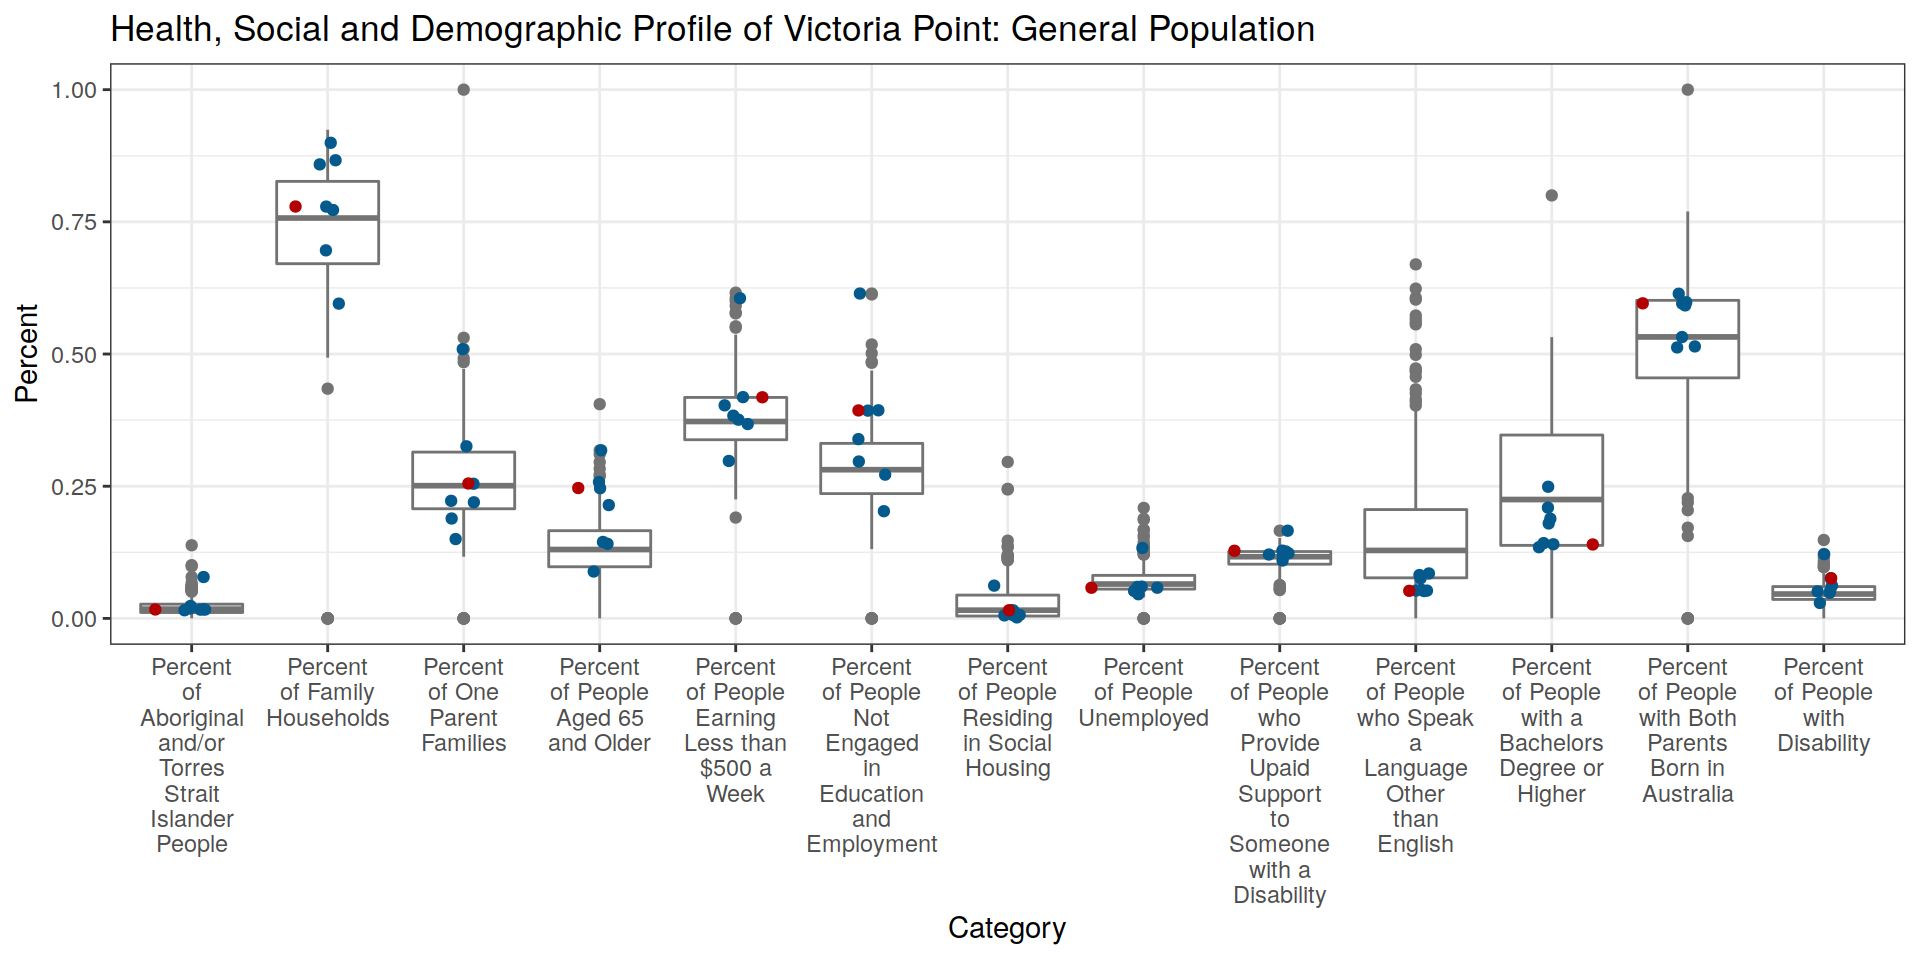 Health, Social and Demographic Profile of Victoria Point: General Population
1.00
0.75
0.50
0.25
0.00
Percent
Percent
of
Aboriginal
and/or
Torres
Strait
Islander
People
Percent
of Family
Households
Percent
of One
Parent
Families
Percent
of People
Aged 65
and Older
Percent
of People
Earning
Less than
$500 a
Week
Percent
of People
Not
Engaged
in
Education
and
Employment
Percent
of People
Residing
in Social
Housing
Percent
of People
Unemployed
Percent
of People
who
Provide
Upaid
Support
to
Someone
with a
Disability
Percent
of People
who Speak
a
Language
Other
than
English
Percent
of People
with a
Bachelors
Degree or
Higher
Percent
of People
with Both
Parents
Born in
Australia
Percent
of People
with
Disability
Category